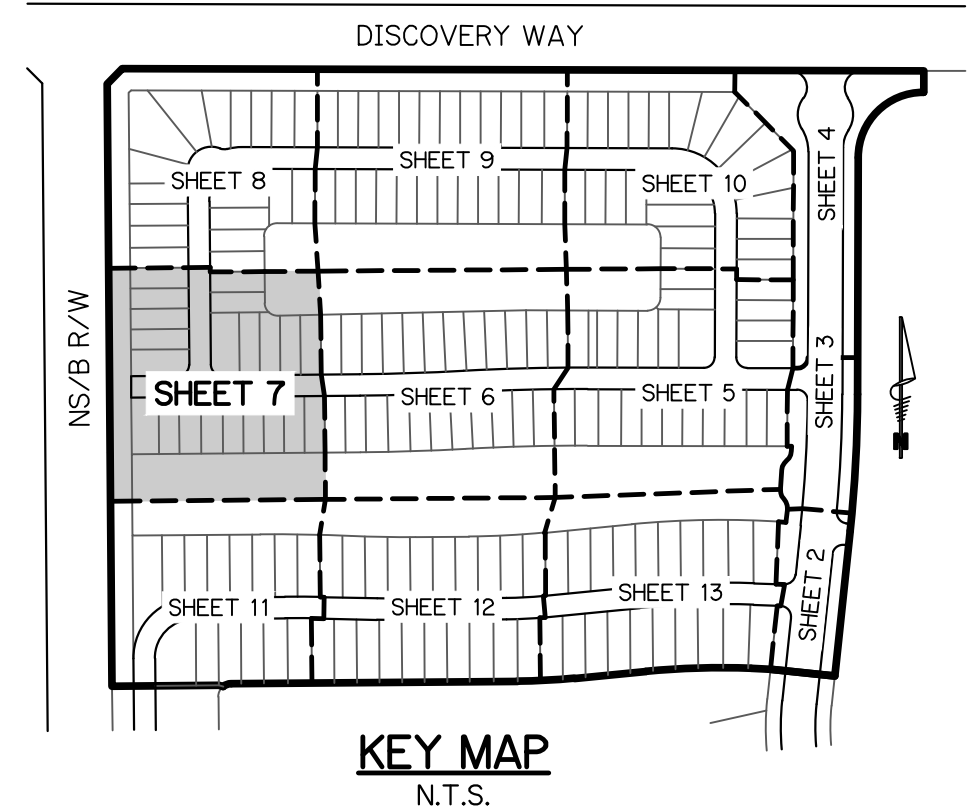 DISCOVERY WAY
SHEET 4
SHEET 9
SHEET 8
SHEET 10
NS/B R/W
SHEET 3
SHEET 7
SHEET 6
SHEET 5
N
SHEET 2
SHEET 13
SHEET 11
SHEET 12
KEY MAP
N.T.S.